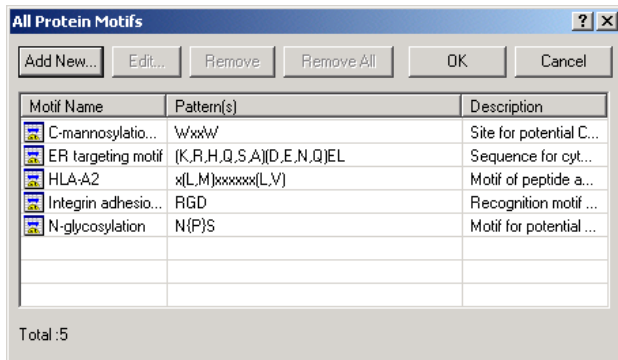 All Protein Motifs
Add New... Edit... Remove Remove All OK Cancel
Motif Name Pattern(s) Description
C-mannosylatio... WxxW Site for potential C...
ER targeting motif (K,R,H,Q,S,A)(D,E,N,Q)EL Sequence for cyt...
HLA-A2 x(L,M)xxxxxx(L,V) Motif of peptide a...
Integrin adhesio... RGD Recognition motif ...
N-glycosylation N{P}S Motif for potential ...
Total :5